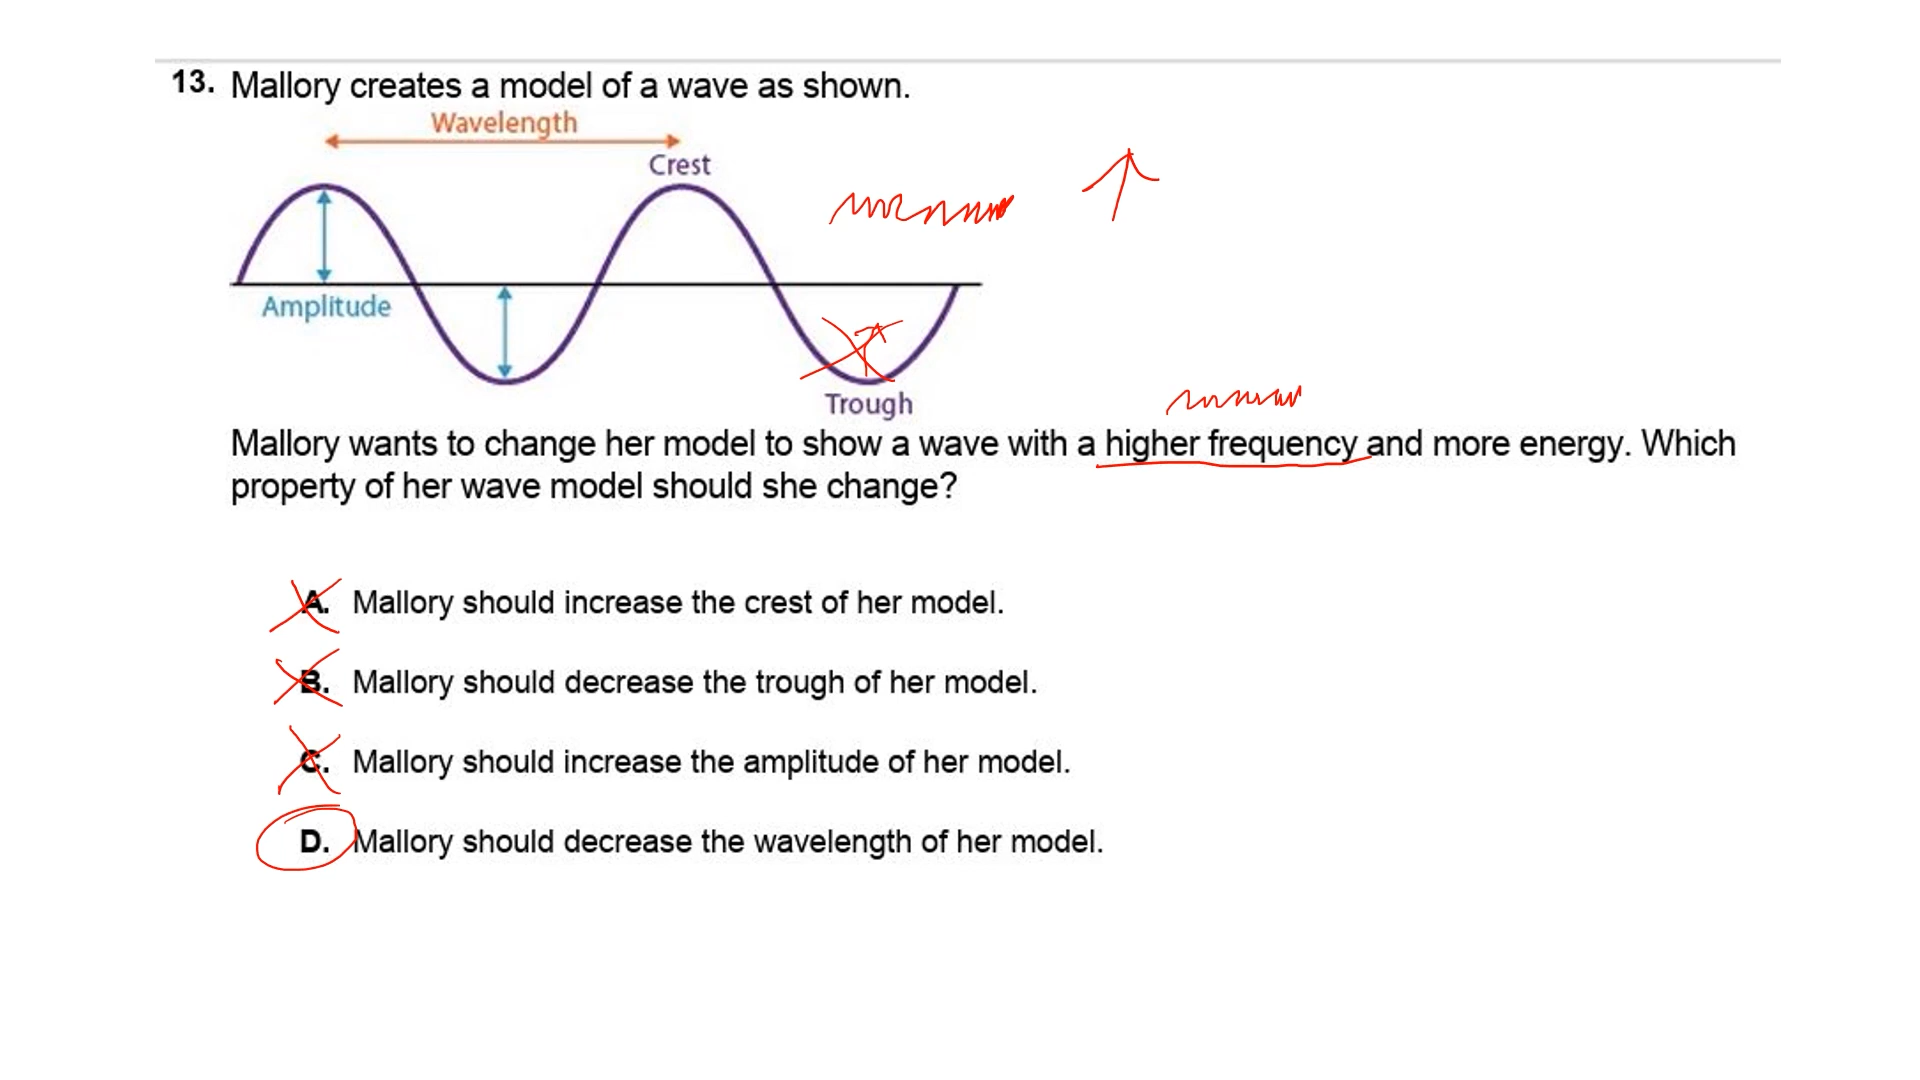 13. Mallory creates a model of a wave as shown.
Wavelength
Crest
Amplitude
Trough
Mallory wants to change her model to show a wave with a higher frequency and more energy. Which
property of her wave model should she change?
A. Mallory should increase the crest of her model.
B. Mallory should decrease the trough of her model.
C. Mallory should increase the amplitude of her model.
D. Mallory should decrease the wavelength of her model.